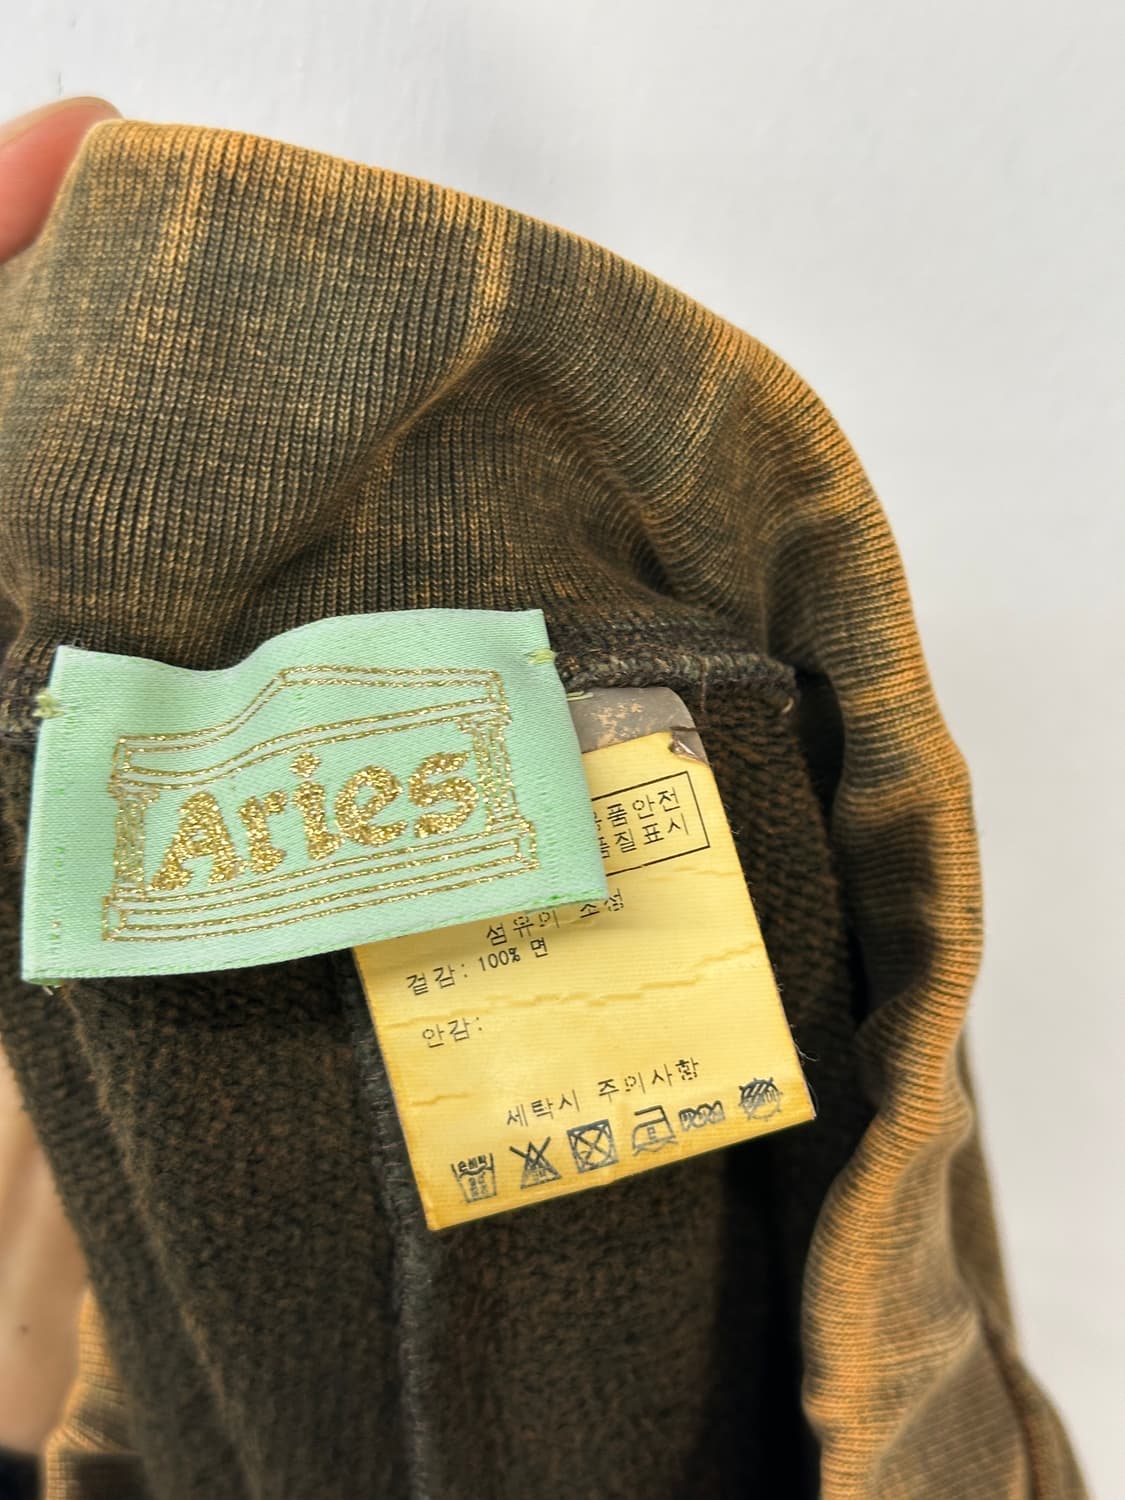 Aries
품안전
품질표시
섬유의 조성
겉감: 100% 면
안감:
세탁시 주의사항